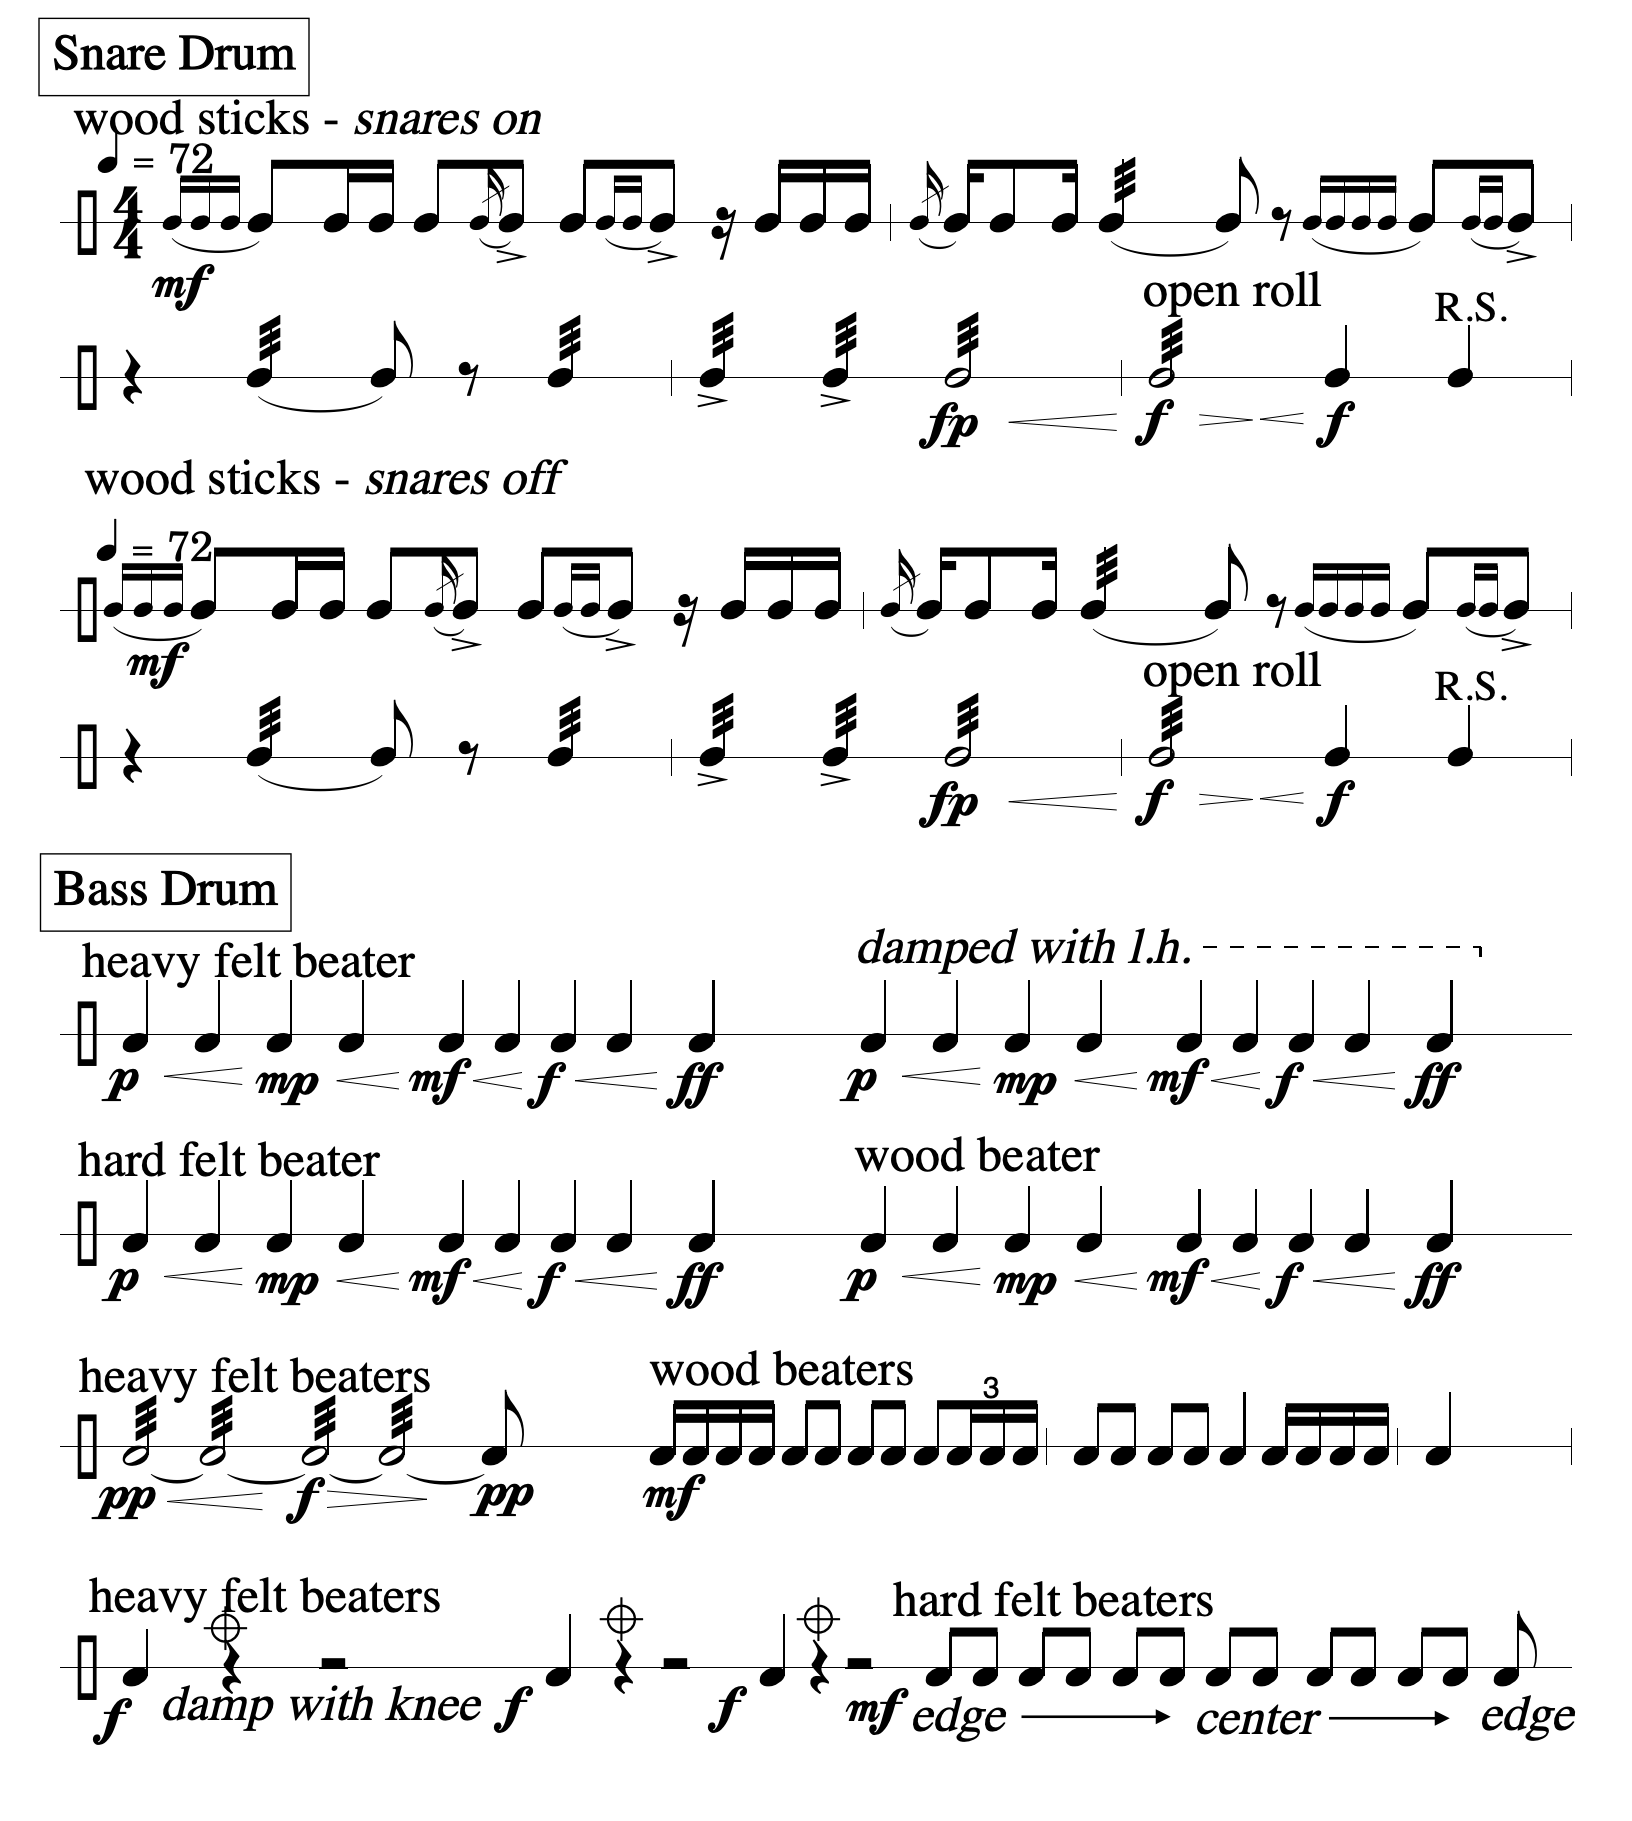 Snare Drum
wood sticks - snares on
= 72
4
4
mf
open roll
R.S.
fp f f
wood sticks - snares off
= 72
mf
open roll
R.S.
fp f f
Bass Drum
heavy felt beater damped with l.h.
p mp mf f ff p mp mf f ff
hard felt beater wood beater
p mp mf f ff p mp mf f ff
heavy felt beaters wood beaters
3
pp f pp mf
heavy felt beaters hard felt beaters
f damp with knee f f mf edge center edge